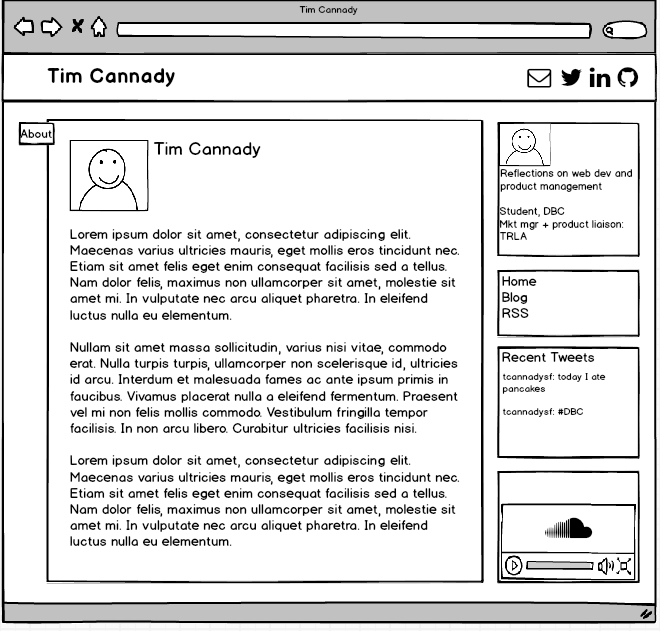 Tim Cannady
Tim Cannady
About
Tim Cannady
Lorem ipsum dolor sit amet, consectetur adipiscing elit.
Maecenas varius ultricies mauris, eget mollis eros tincidunt nec.
Etiam sit amet felis eget enim consequat facilisis sed a tellus.
Nam dolor felis, maximus non ullamcorper sit amet, molestie sit
amet mi. In vulputate nec arcu aliquet pharetra. In eleifend
luctus nulla eu elementum.
Nullam sit amet massa sollicitudin, varius nisi vitae, commodo
erat. Nulla turpis turpis, ullamcorper non scelerisque id, ultricies
id arcu. Interdum et malesuada fames ac ante ipsum primis in
faucibus. Vivamus placerat nulla a eleifend fermentum. Praesent
vel mi non felis mollis commodo. Vestibulum fringilla tempor
facilisis. In non arcu libero. Curabitur ultricies facilisis nisi.
Lorem ipsum dolor sit amet, consectetur adipiscing elit.
Maecenas varius ultricies mauris, eget mollis eros tincidunt nec.
Etiam sit amet felis eget enim consequat facilisis sed a tellus.
Nam dolor felis, maximus non ullamcorper sit amet, molestie sit
amet mi. In vulputate nec arcu aliquet pharetra. In eleifend
luctus nulla eu elementum.
Reflections on web dev and
product management
Student, DBC
Mkt mgr + product liaison:
TRLA
Home
Blog
RSS
Recent Tweets
tcannadysf: today I ate
pancakes
tcannadysf: #DBC